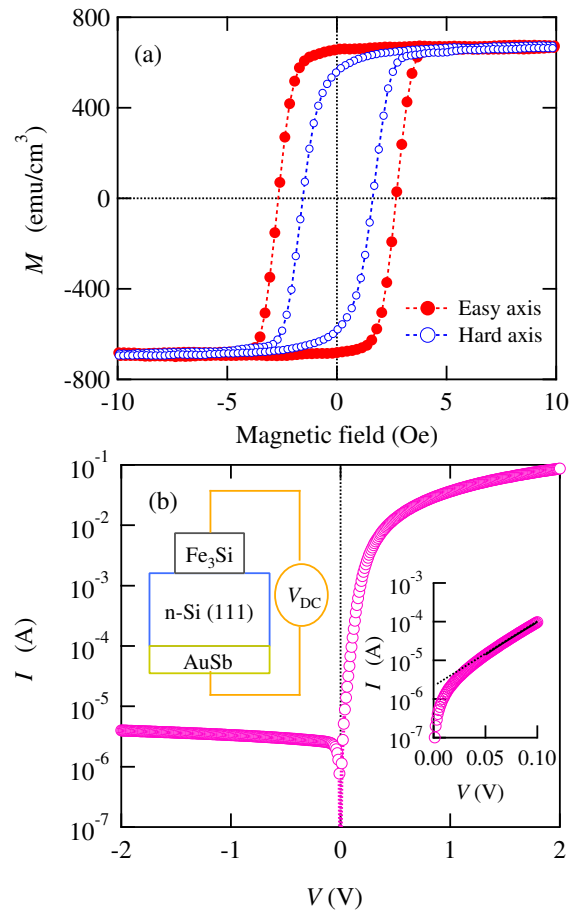 800
400
0
-400
-800
M (emu/cm³)
(a)
Easy axis
Hard axis
-10
-5
0
5
10
Magnetic field (Oe)
10⁻¹
10⁻²
10⁻³
10⁻⁴
10⁻⁵
10⁻⁶
10⁻⁷
I (A)
(b)
Fe₃Si
n-Si (111)
AuSb
V_DC
10⁻³
10⁻⁴
10⁻⁵
10⁻⁶
10⁻⁷
I (A)
0.00
0.05
0.10
V (V)
-2
-1
0
1
2
V (V)